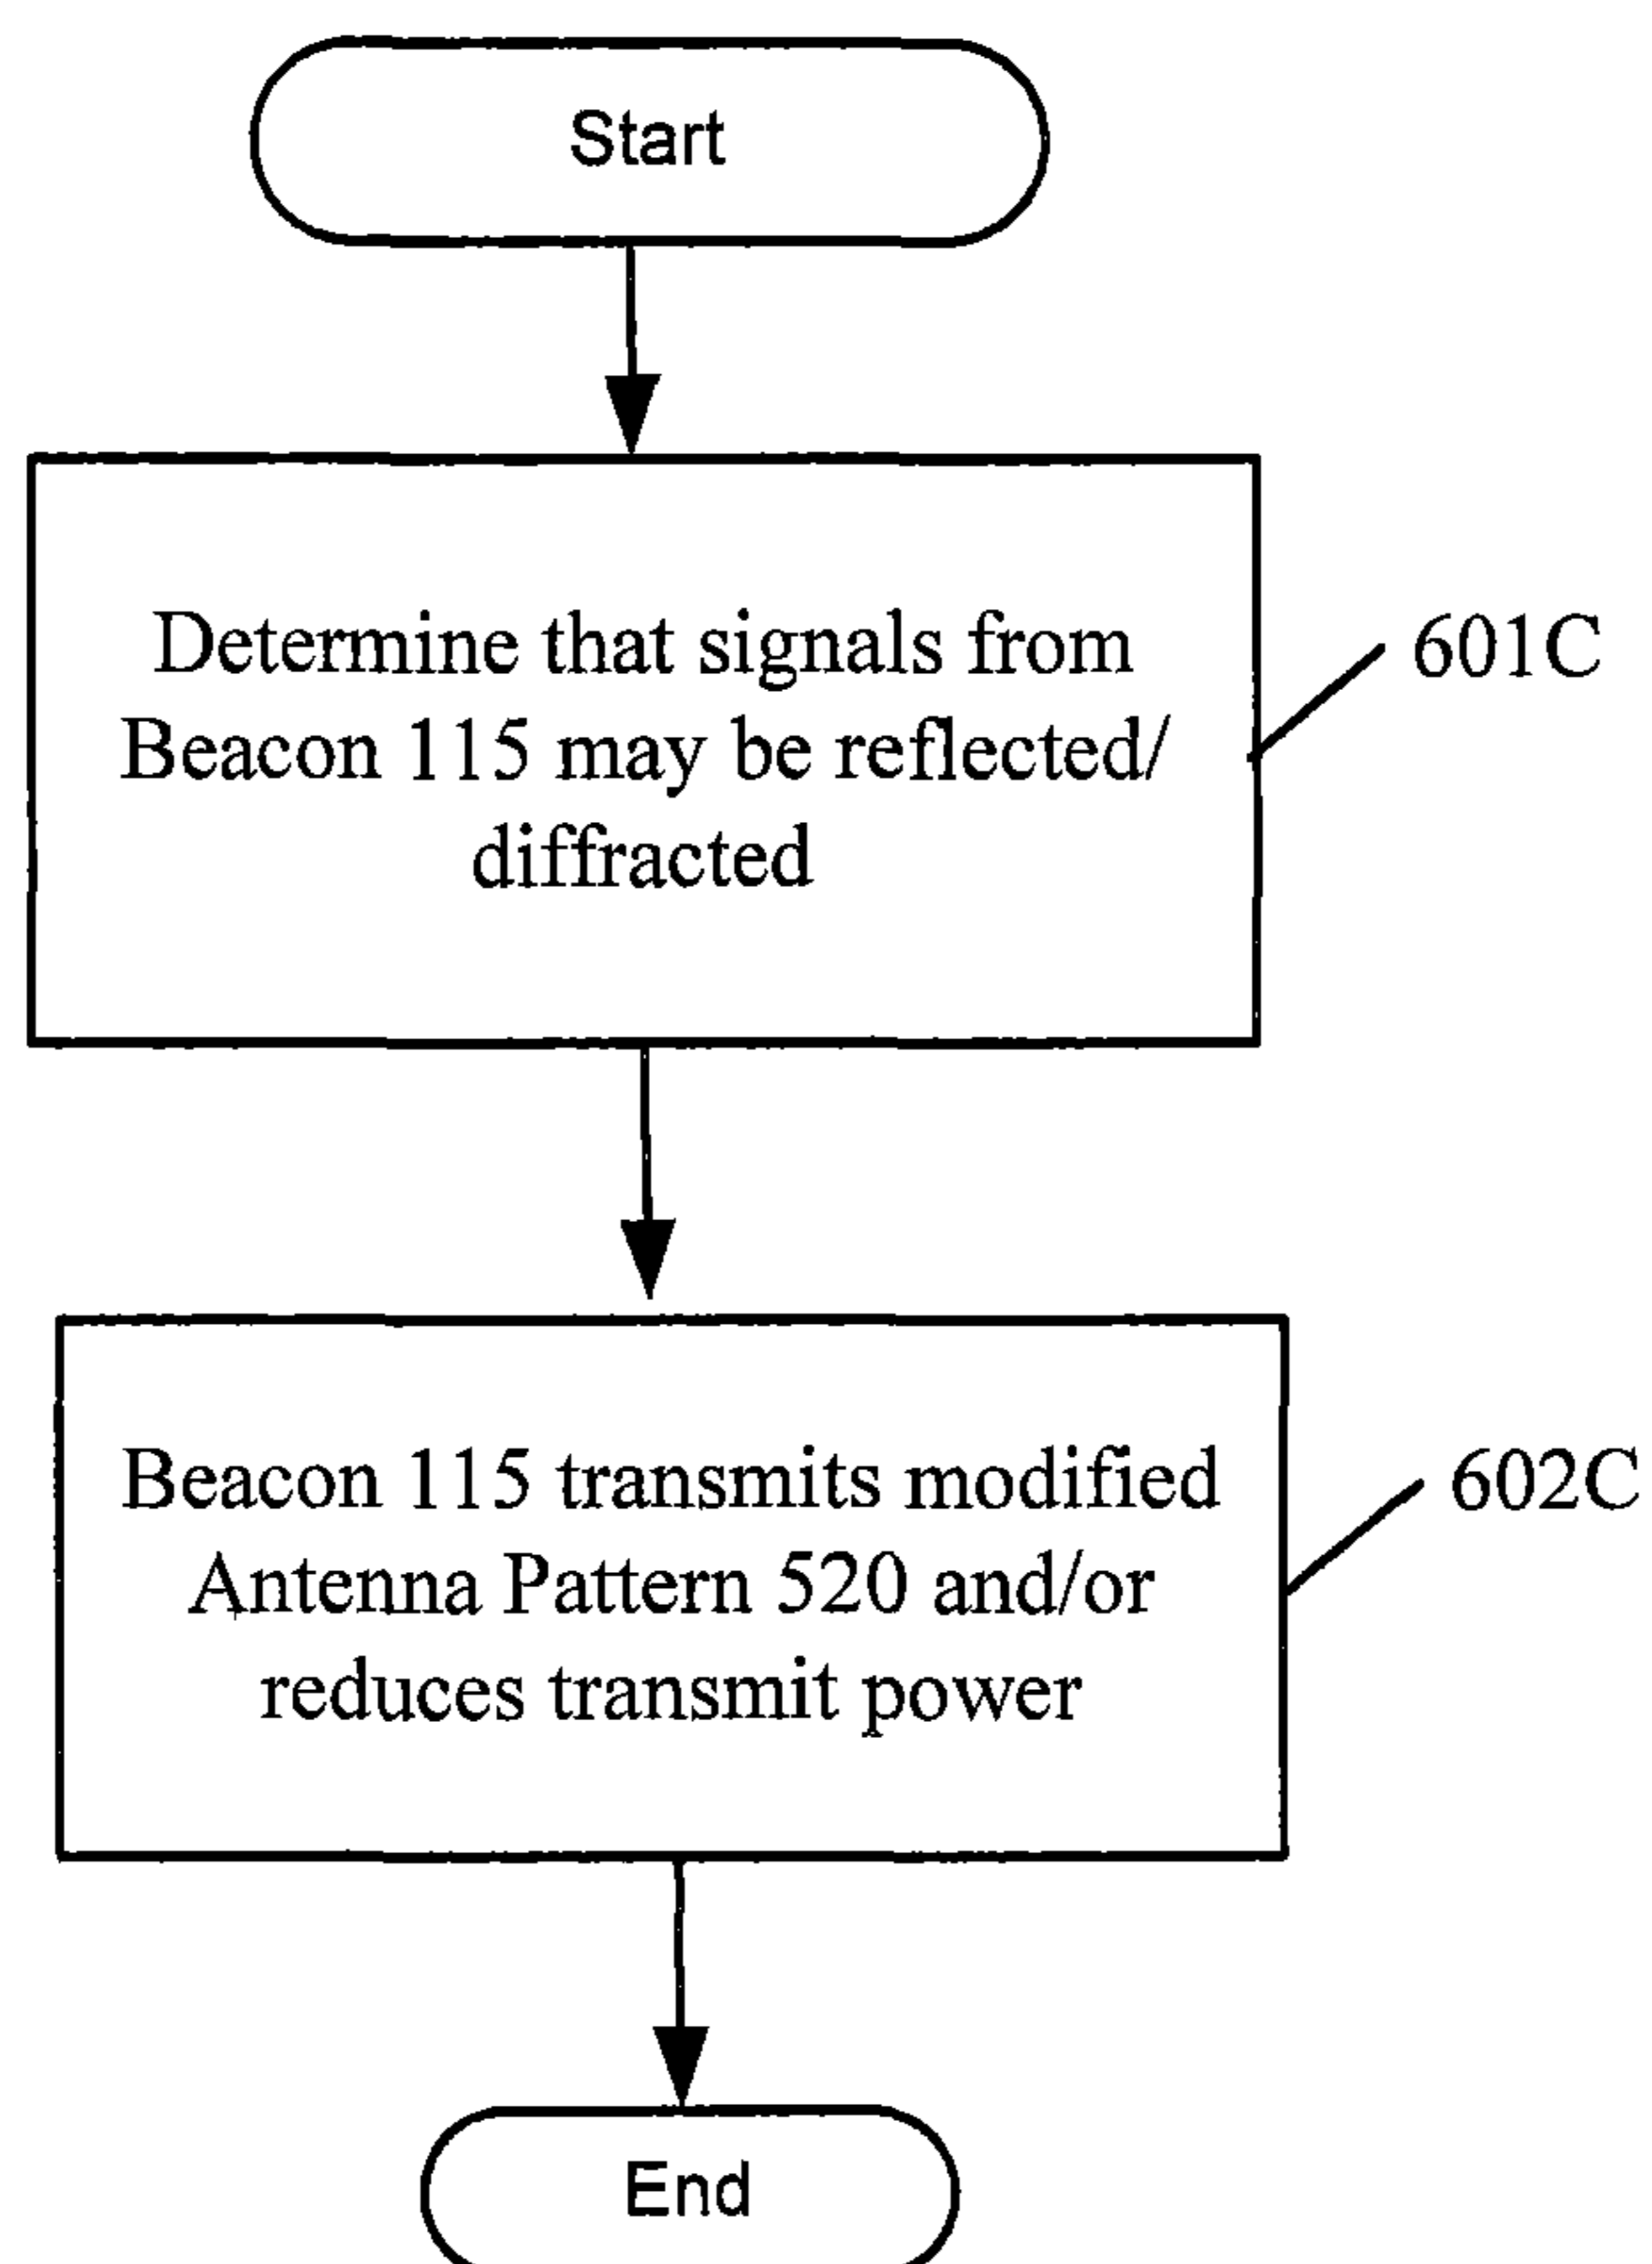 Start
Determine that signals from
Beacon 115 may be reflected/
diffracted
601C
Beacon 115 transmits modified
Antenna Pattern 520 and/or
reduces transmit power
602C
End